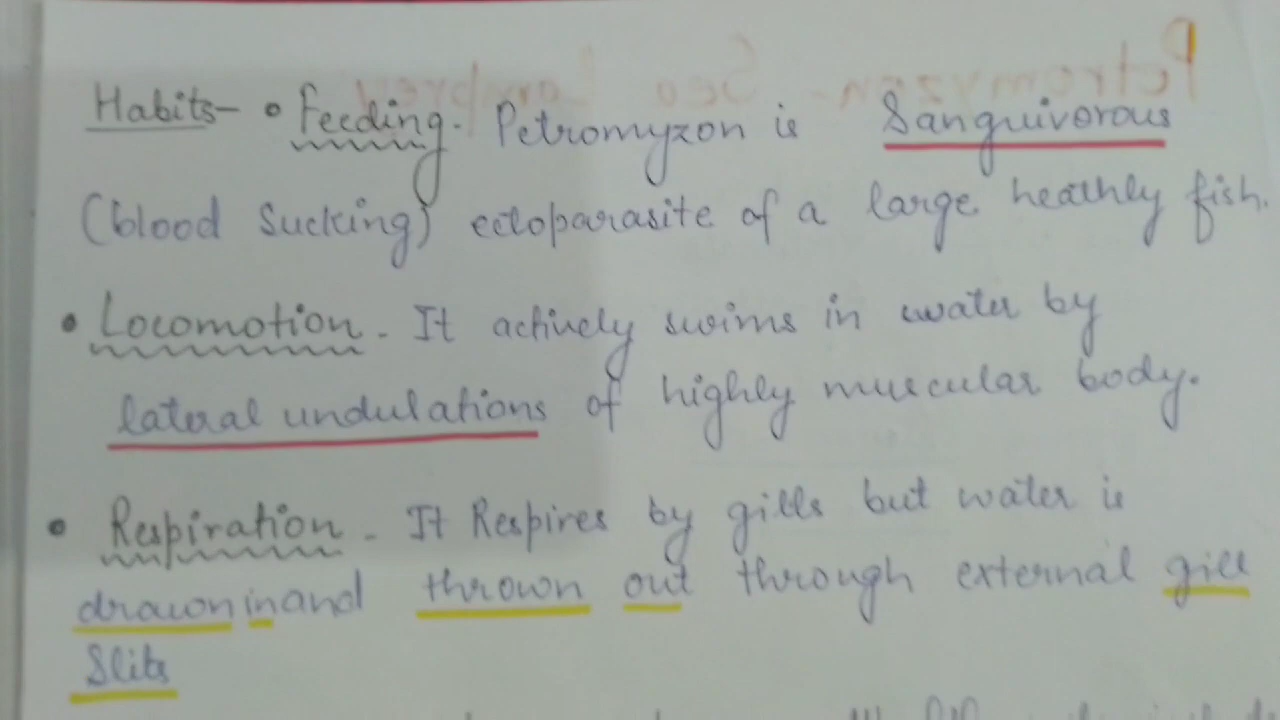 Habits- • Feeding. Petromyzon is Sanguivorous
(blood Sucking) ectoparasite of a large heathly fish.
• Locomotion - It actively swims in water by
lateral undulations of highly muscular body.
• Respiration - It Respires by gills but water is
drawn in and thrown out through external gill
Slits